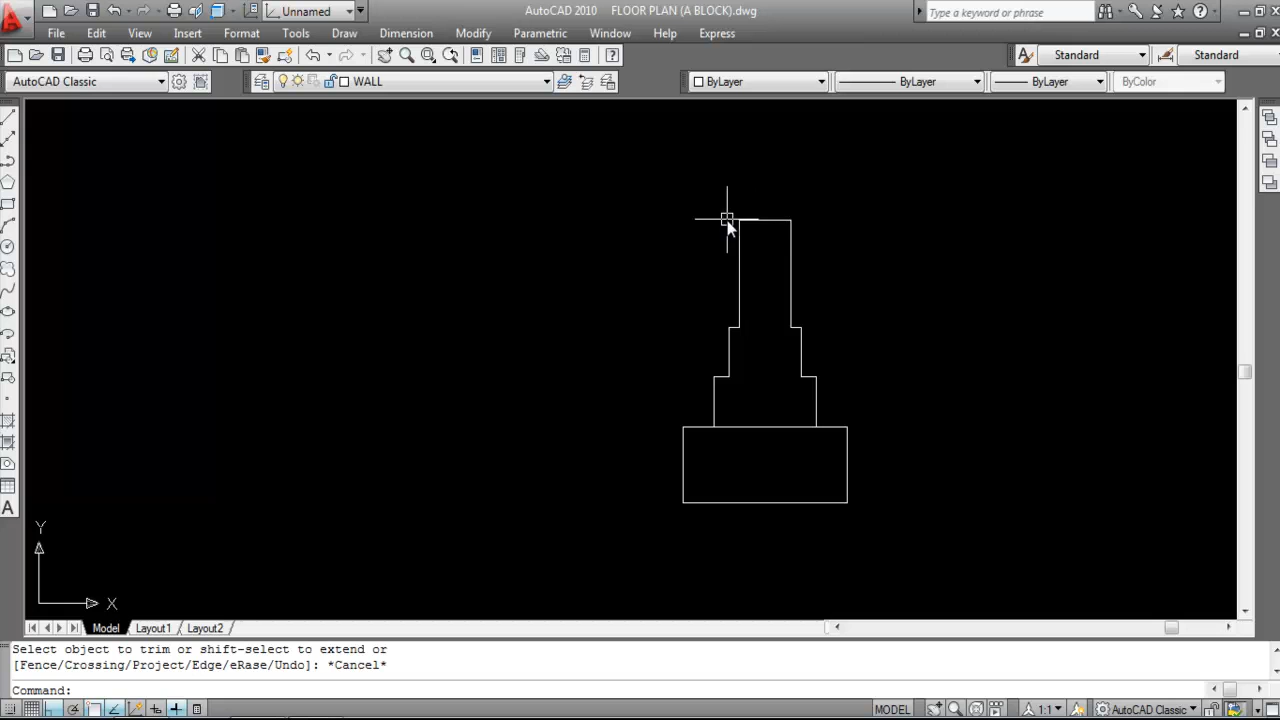 Unnamed
AutoCAD 2010 FLOOR PLAN (A BLOCK).dwg
Type a keyword or phrase
File Edit View Insert Format Tools Draw Dimension Modify Parametric Window Help Express
Standard
Standard
AutoCAD Classic
WALL
ByLayer
ByLayer
ByLayer
ByColor
A
Y
X
Model Layout1 Layout2
Select object to trim or shift-select to extend or
[Fence/Crossing/Project/Edge/eRase/Undo]: *Cancel*
Command:
MODEL
1:1
AutoCAD Classic